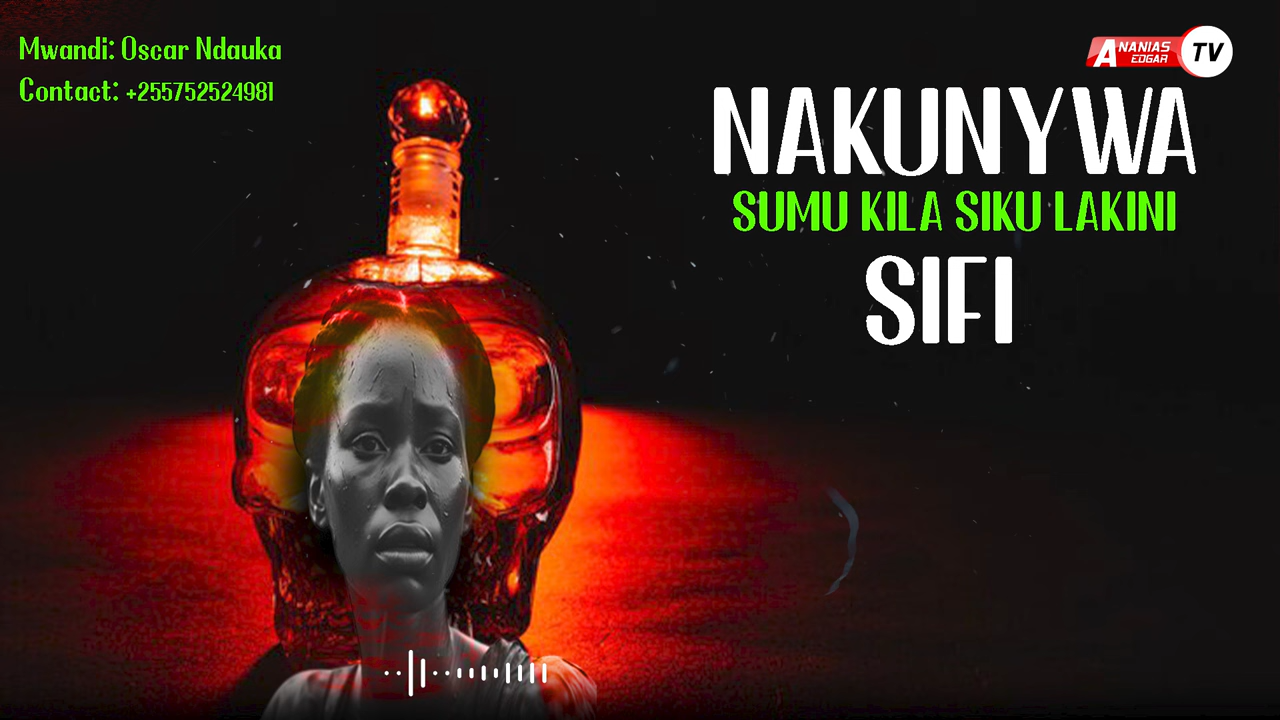 Mwandi: Oscar Ndauka
Contact: +255752524981
ANANIAS
EDGAR
TV
NAKUNYWA
SUMU KILA SIKU LAKINI
SIFI